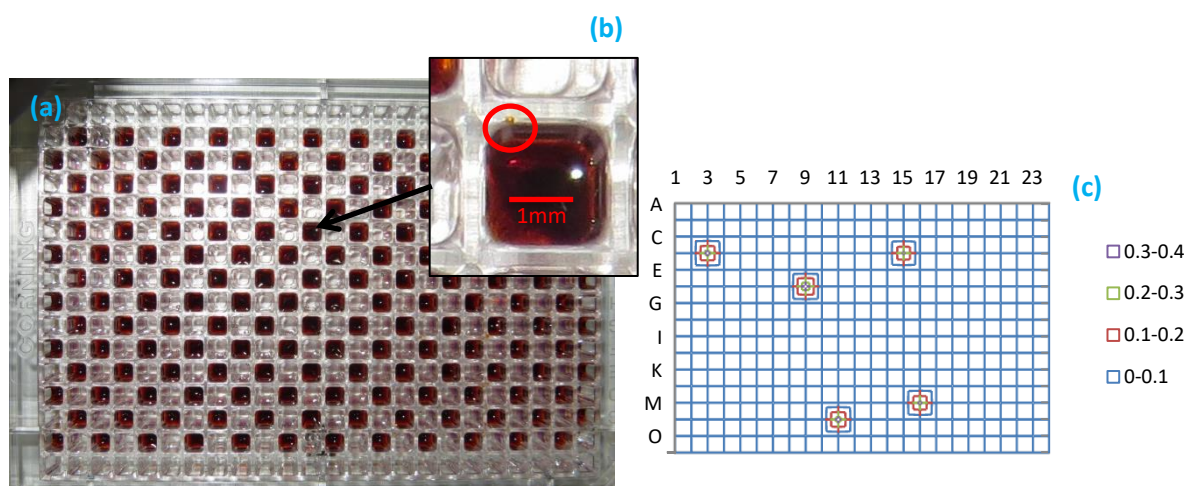 (b)
(a)
1mm
CORNING
1 3 5 7 9 11 13 15 17 19 21 23
(c)
A
C
E
G
I
K
M
O
0.3-0.4
0.2-0.3
0.1-0.2
0-0.1